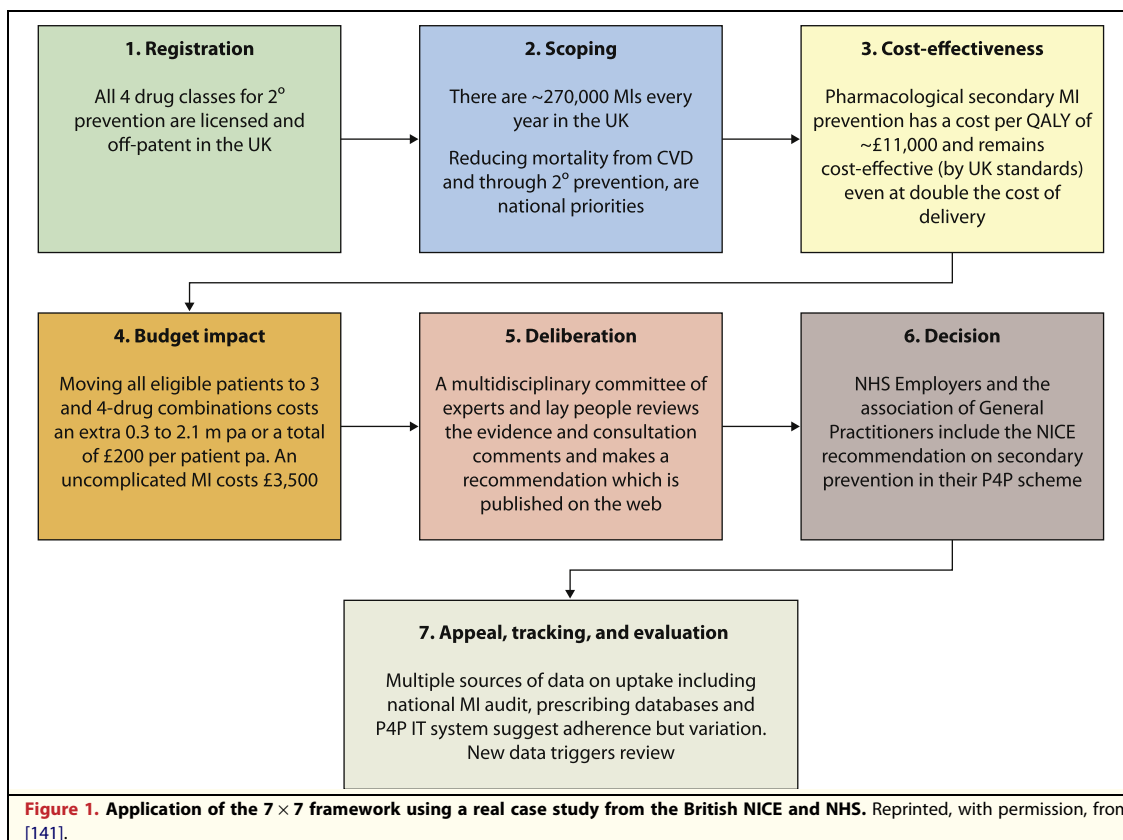 1. Registration
All 4 drug classes for 2° 
prevention are licensed and
off-patent in the UK
2. Scoping
There are ~270,000 MIs every
year in the UK
Reducing mortality from CVD
and through 2° prevention, are
national priorities
3. Cost-effectiveness
Pharmacological secondary MI
prevention has a cost per QALY of
~£11,000 and remains
cost-effective (by UK standards)
even at double the cost of
delivery
4. Budget impact
Moving all eligible patients to 3
and 4-drug combinations costs
an extra 0.3 to 2.1 m pa or a total
of £200 per patient pa. An
uncomplicated MI costs £3,500
5. Deliberation
A multidisciplinary committee of
experts and lay people reviews
the evidence and consultation
comments and makes a
recommendation which is
published on the web
6. Decision
NHS Employers and the
association of General
Practitioners include the NICE
recommendation on secondary
prevention in their P4P scheme
7. Appeal, tracking, and evaluation
Multiple sources of data on uptake including
national MI audit, prescribing databases and
P4P IT system suggest adherence but variation.
New data triggers review
Figure 1. Application of the 7 × 7 framework using a real case study from the British NICE and NHS. Reprinted, with permission, from
[141].